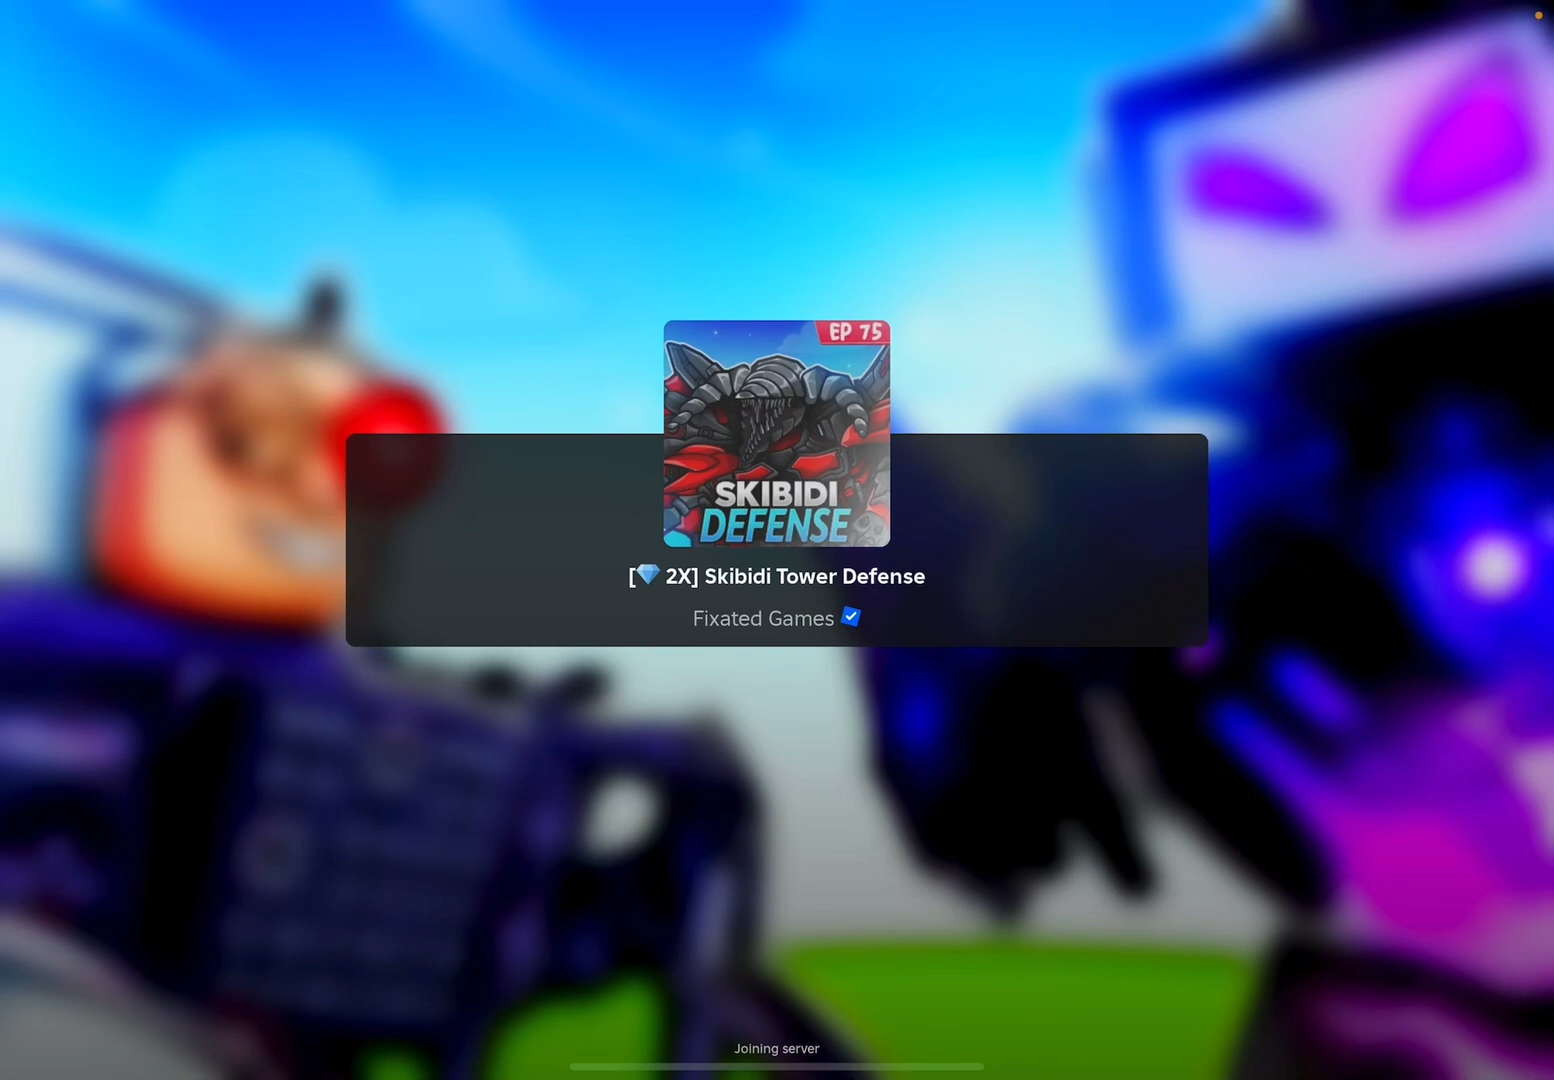 EP 75
SKIBIDI
DEFENSE
[💎 2X] Skibidi Tower Defense
Fixated Games
Joining server